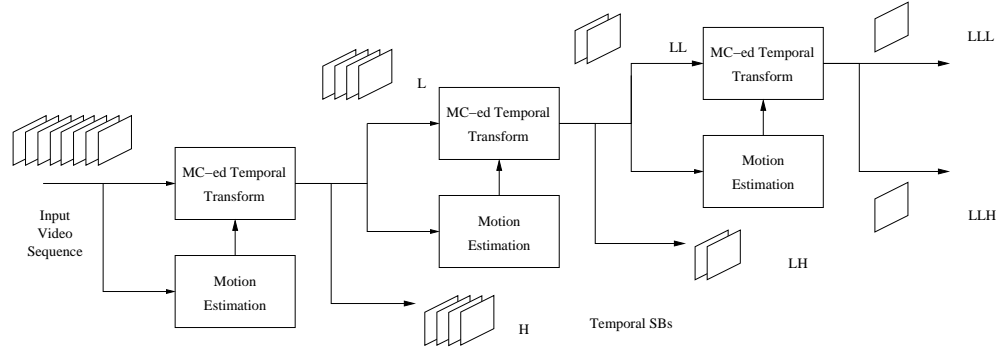 LL
MC−ed Temporal
Transform
LLL
L
MC−ed Temporal
Transform
Motion
Estimation
MC−ed Temporal
Transform
Motion
Estimation
LLH
Input
Video
Sequence
Motion
Estimation
LH
H
Temporal SBs